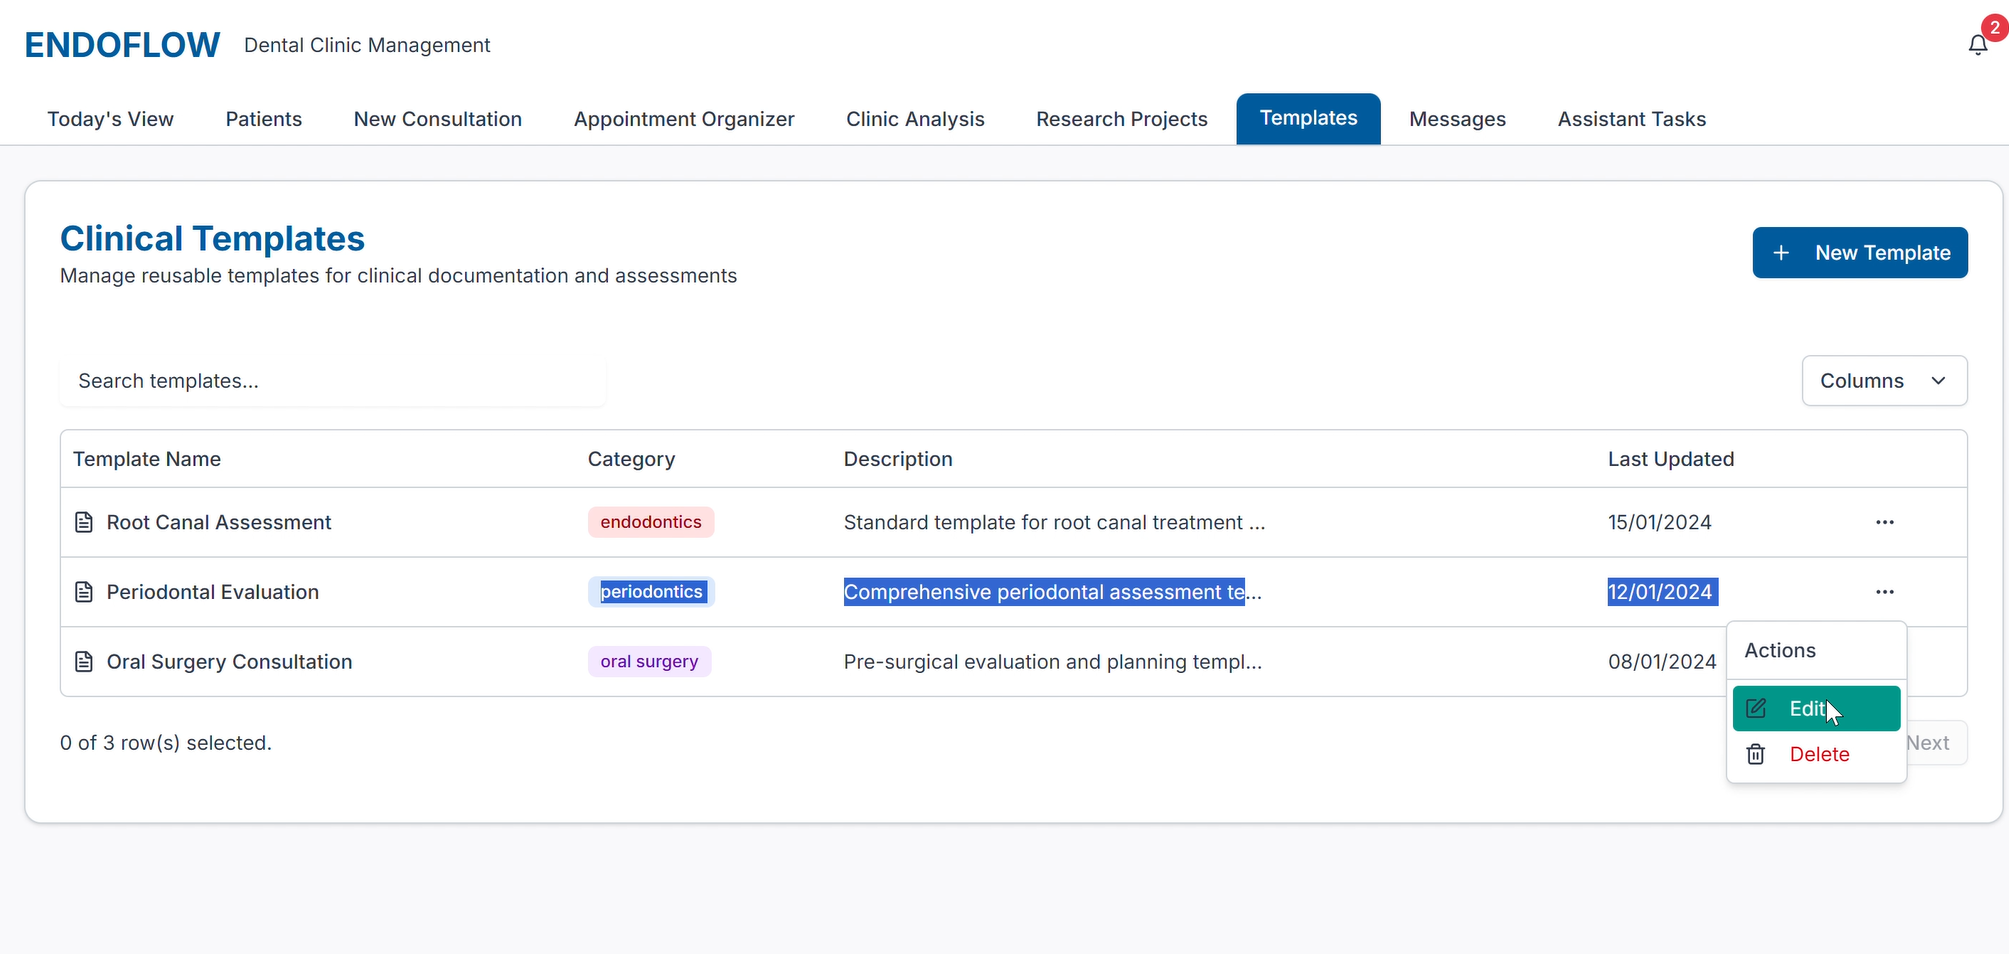 ENDOFLOW Dental Clinic Management 2
Today's View Patients New Consultation Appointment Organizer Clinic Analysis Research Projects Templates Messages Assistant Tasks
Clinical Templates
Manage reusable templates for clinical documentation and assessments
+ New Template
Search templates...
Columns
Template Name Category Description Last Updated
Root Canal Assessment endodontics Standard template for root canal treatment ... 15/01/2024 ...
Periodontal Evaluation periodontics Comprehensive periodontal assessment te... 12/01/2024 ...
Oral Surgery Consultation oral surgery Pre-surgical evaluation and planning templ... 08/01/2024
Actions
Edit
Delete
0 of 3 row(s) selected.
Next